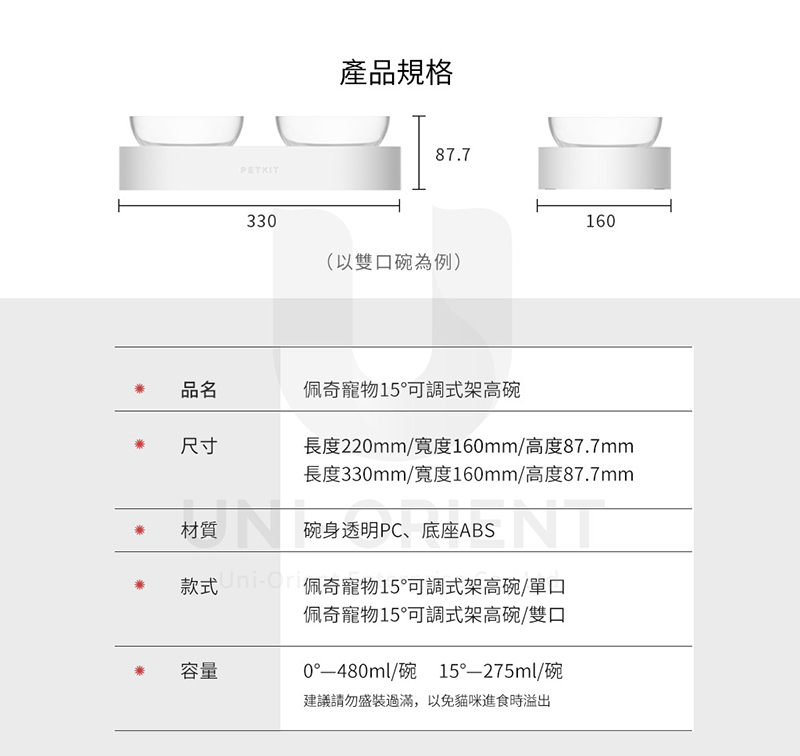 產品規格
PETKIT
87.7
330
160
（以雙口碗為例）
品名
佩奇寵物15°可調式架高碗
尺寸
長度220mm/寬度160mm/高度87.7mm
長度330mm/寬度160mm/高度87.7mm
UNI-ORIENT
材質
碗身透明PC、底座ABS
款式
佩奇寵物15°可調式架高碗/單口
佩奇寵物15°可調式架高碗/雙口
容量
0°—480ml/碗 15°—275ml/碗
建議請勿盛裝過滿，以免貓咪進食時溢出